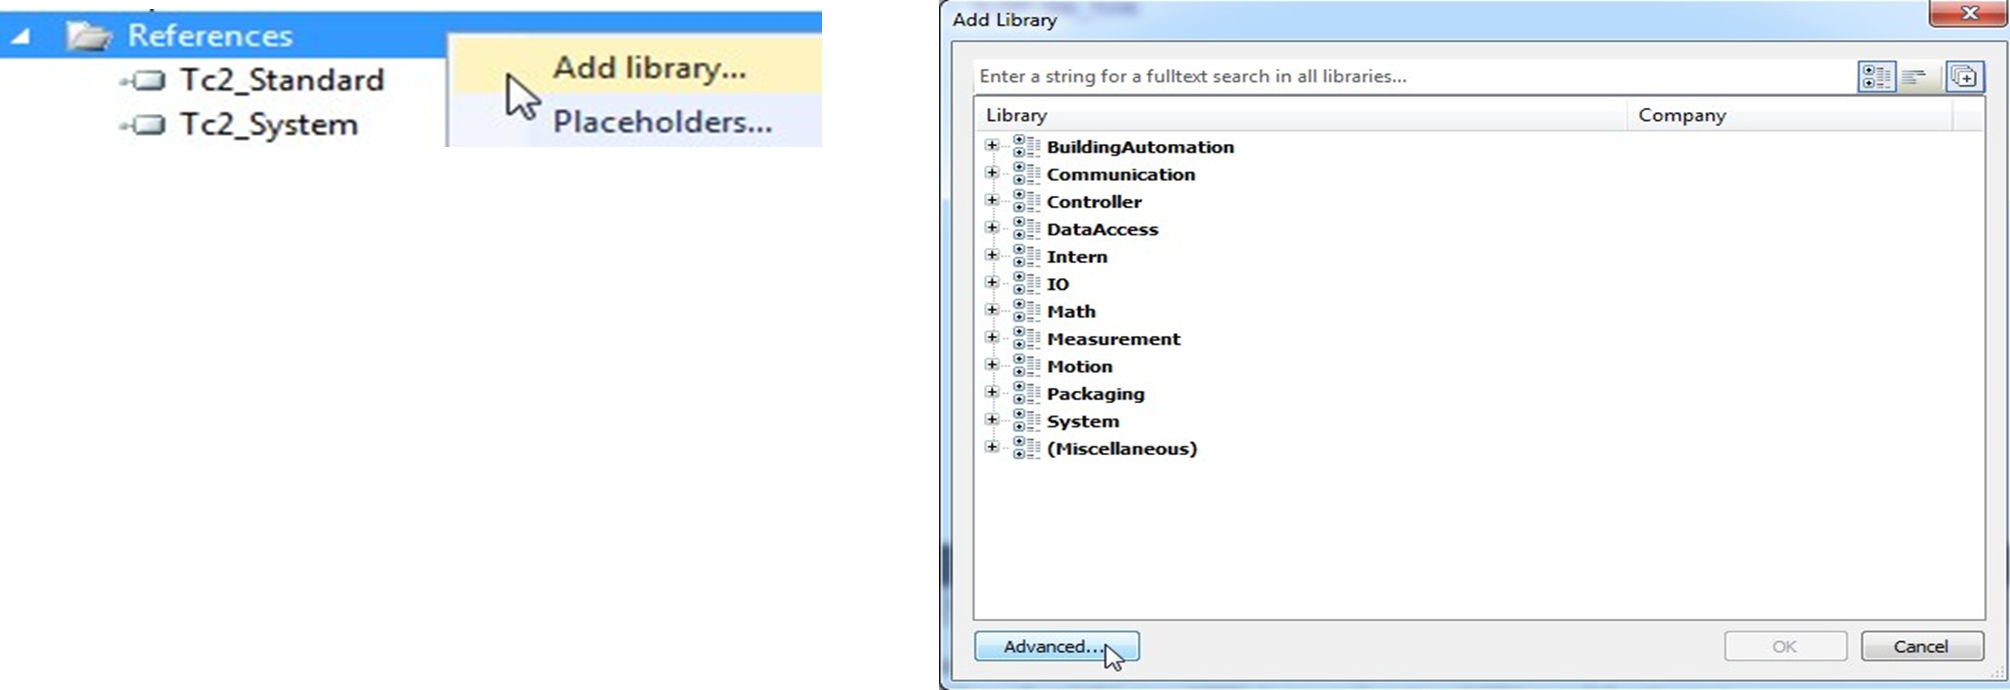 References
Add library...
Tc2_Standard
Placeholders...
Tc2_System
Add Library
Enter a string for a fulltext search in all libraries...
Library Company
BuildingAutomation
Communication
Controller
DataAccess
Intern
IO
Math
Measurement
Motion
Packaging
System
(Miscellaneous)
Advanced... OK Cancel